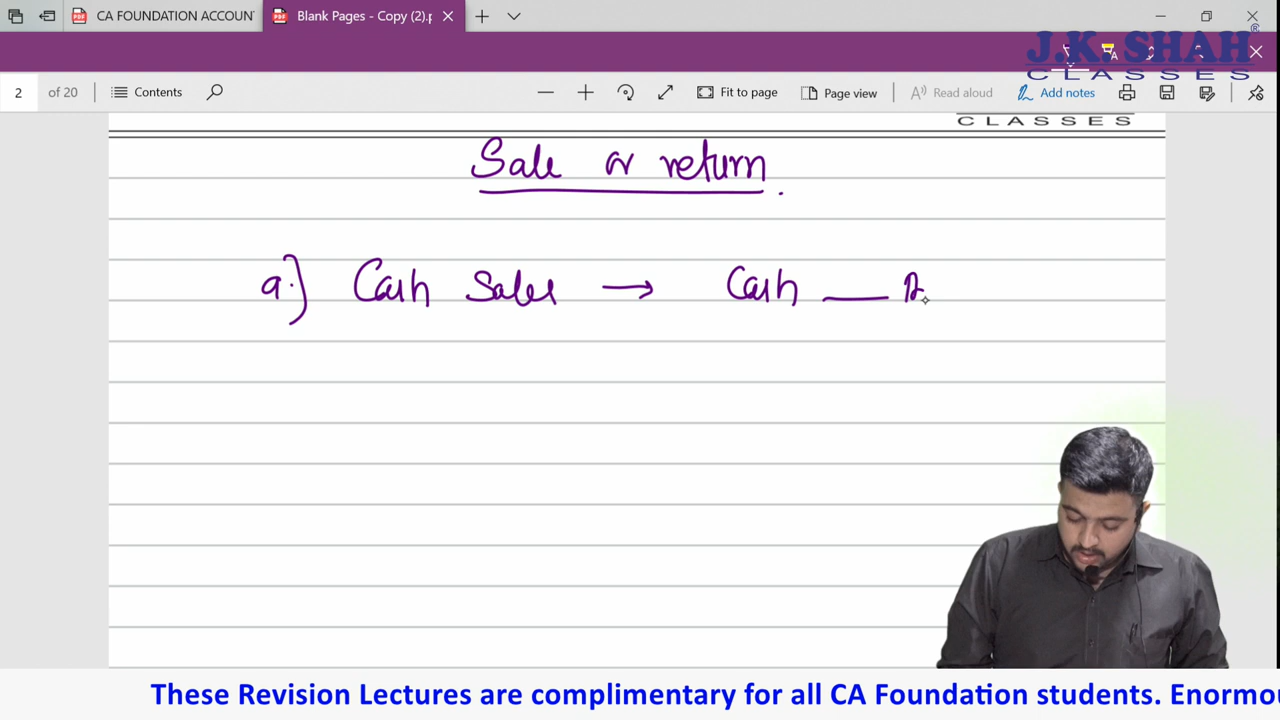 CA FOUNDATION ACCOUN
Blank Pages - Copy (2).p
J.K. SHAH®
CLASSES
2 of 20
Contents
Fit to page
Page view
Read aloud
Add notes
CLASSES
Sale or return.
a.) Cash Sales → Cash ___
These Revision Lectures are complimentary for all CA Foundation students. Enormo